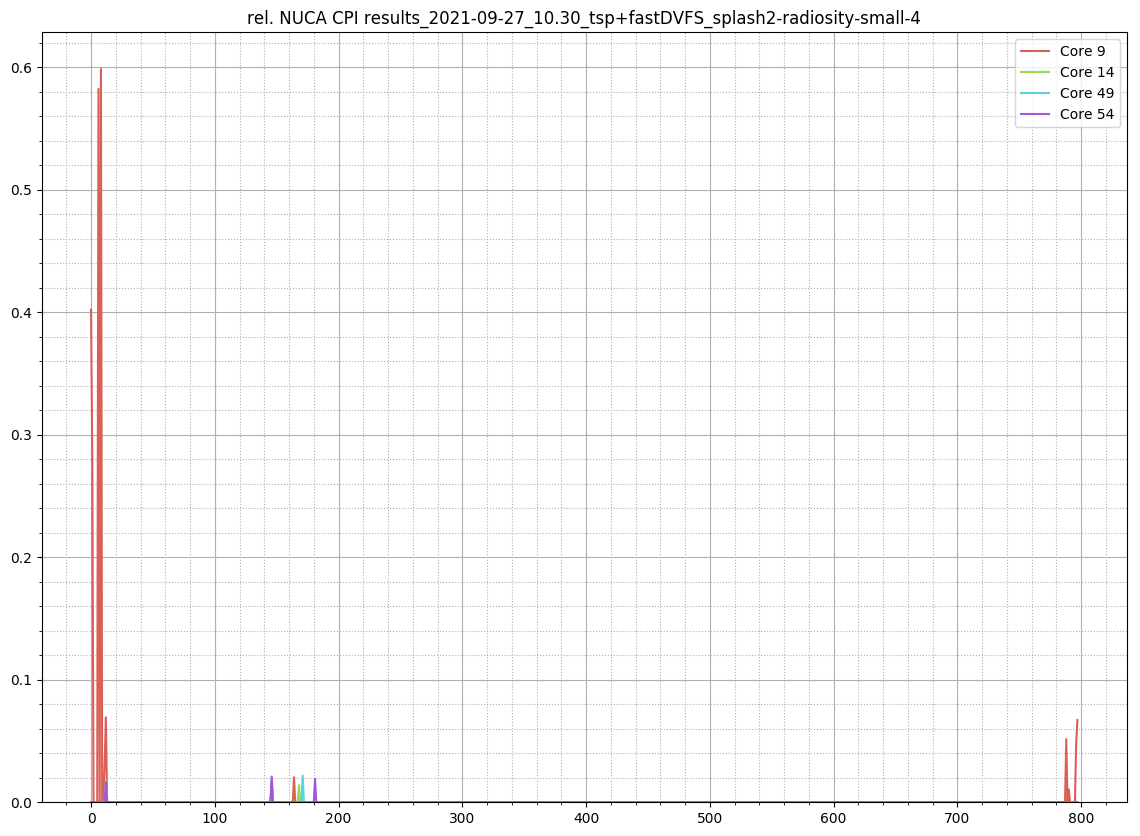 rel. NUCA CPI results_2021-09-27_10.30_tsp+fastDVFS_splash2-radiosity-small-4
Core 9
Core 14
Core 49
Core 54
0.6
0.5
0.4
0.3
0.2
0.1
0.0
0 100 200 300 400 500 600 700 800